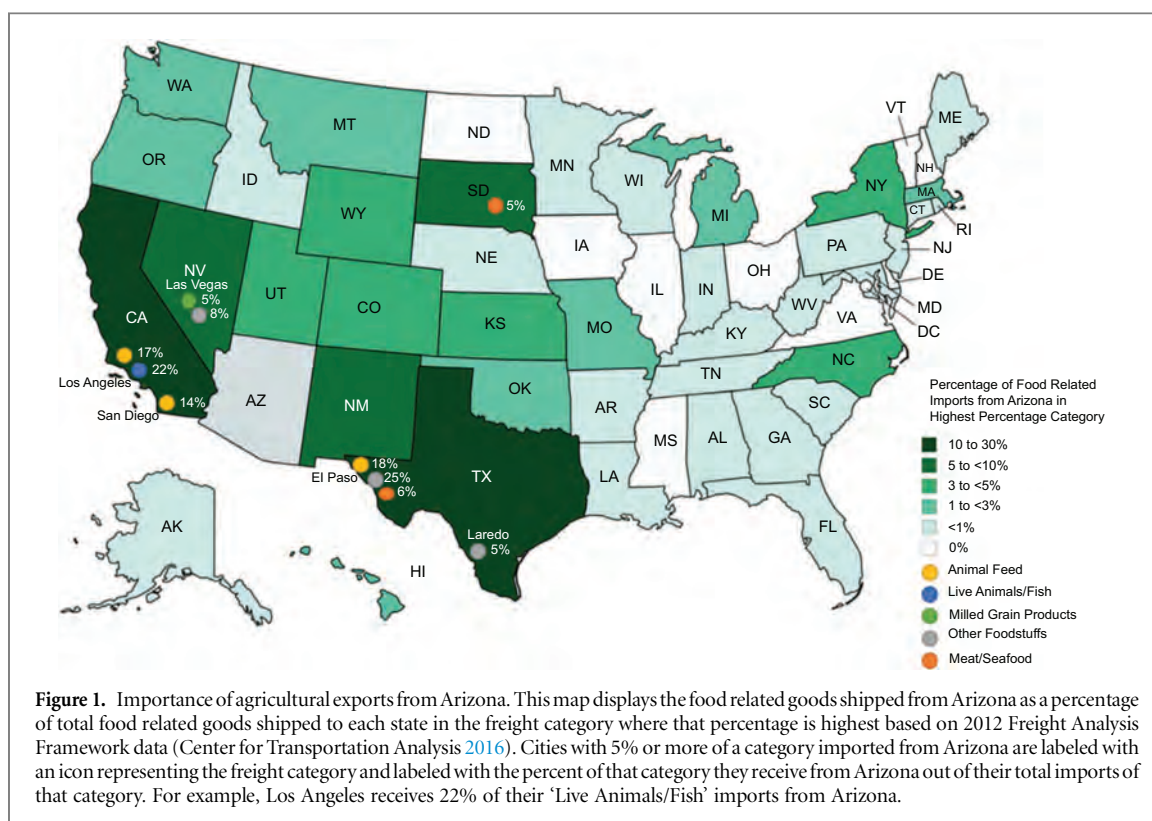 WA
MT
ND
MN
VT
ME
OR
ID
SD
5%
WI
MI
NH
NY
MA
CT
RI
WY
NE
IA
PA
NJ
NV
Las Vegas
5%
8%
UT
CO
KS
MO
IL
IN
OH
WV
VA
DE
MD
DC
KY
CA
17%
22%
Los Angeles
14%
San Diego
AZ
NM
OK
AR
TN
NC
SC
MS
AL
GA
LA
FL
18%
El Paso
25%
6%
TX
Laredo
5%
AK
HI
Percentage of Food Related
Imports from Arizona in
Highest Percentage Category
10 to 30%
5 to <10%
3 to <5%
1 to <3%
<1%
0%
Animal Feed
Live Animals/Fish
Milled Grain Products
Other Foodstuffs
Meat/Seafood
Figure 1. Importance of agricultural exports from Arizona. This map displays the food related goods shipped from Arizona as a percentage
of total food related goods shipped to each state in the freight category where that percentage is highest based on 2012 Freight Analysis
Framework data (Center for Transportation Analysis 2016). Cities with 5% or more of a category imported from Arizona are labeled with
an icon representing the freight category and labeled with the percent of that category they receive from Arizona out of their total imports of
that category. For example, Los Angeles receives 22% of their ‘Live Animals/Fish’ imports from Arizona.